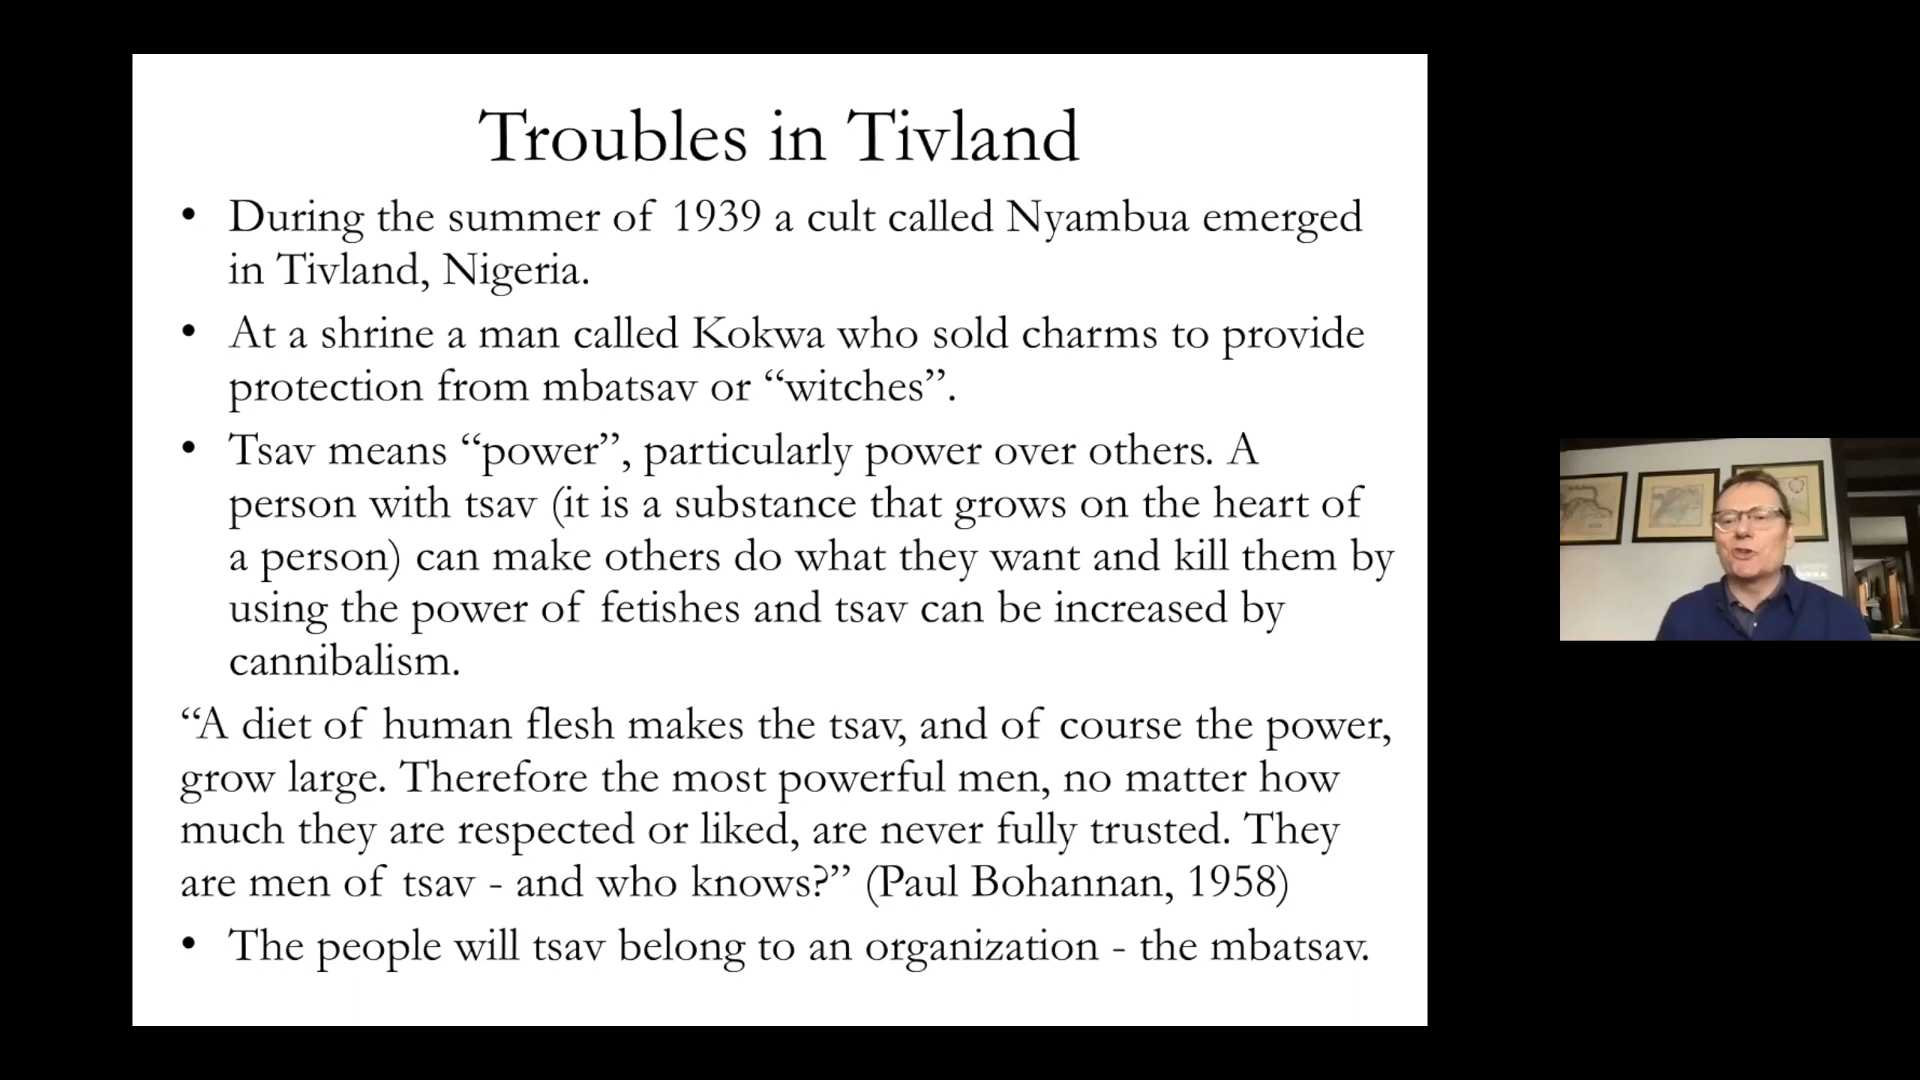 Troubles in Tivland
• During the summer of 1939 a cult called Nyambua emerged
in Tivland, Nigeria.
• At a shrine a man called Kokwa who sold charms to provide
protection from mbatsav or “witches”.
• Tsav means “power”, particularly power over others. A
person with tsav (it is a substance that grows on the heart of
a person) can make others do what they want and kill them by
using the power of fetishes and tsav can be increased by
cannibalism.
“A diet of human flesh makes the tsav, and of course the power,
grow large. Therefore the most powerful men, no matter how
much they are respected or liked, are never fully trusted. They
are men of tsav - and who knows?” (Paul Bohannan, 1958)
• The people will tsav belong to an organization - the mbatsav.